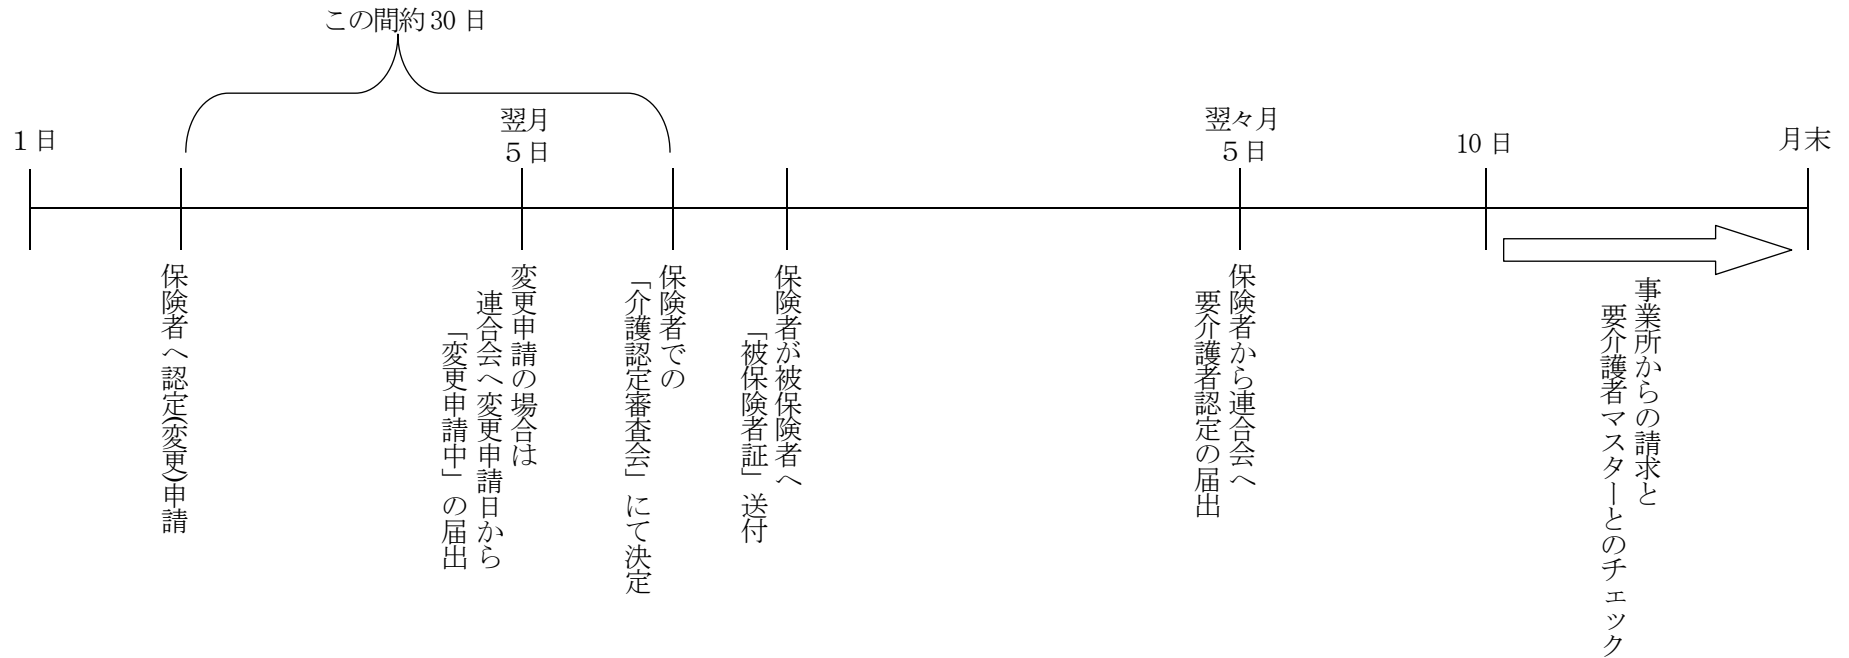 この間約30日
1日
翌月
5日
翌々月
5日
10日
月末
保険者へ認定(変更)申請
変更申請の場合は
連合会へ変更申請日から
「変更申請中」の届出
保険者での
「介護認定審査会」にて決定
保険者が被保険者へ
「被保険者証」送付
保険者から連合会へ
要介護者認定の届出
事業所からの請求と
要介護者マスターとのチェック